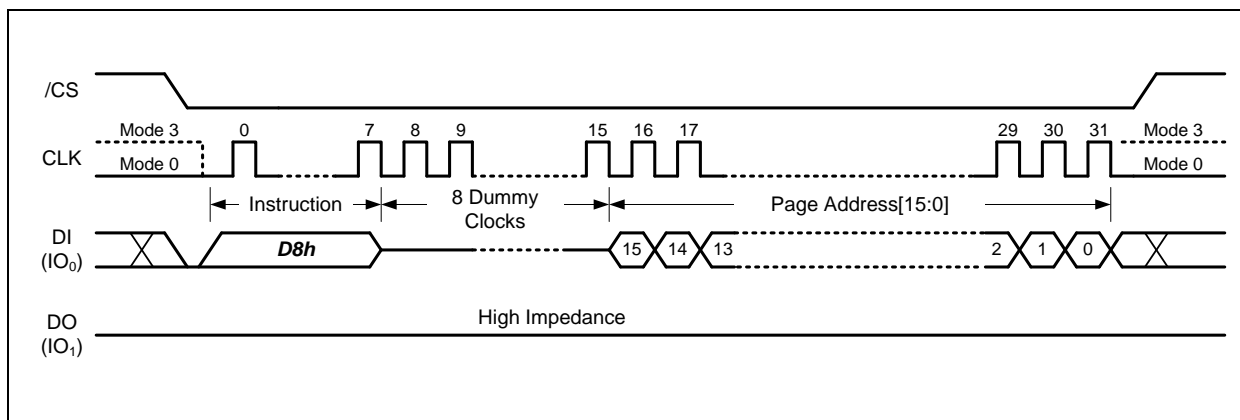 /CS
Mode 3 0 7 8 9 15 16 17 29 30 31 Mode 3
CLK
Mode 0 Mode 0
Instruction 8 Dummy Clocks Page Address[15:0]
DI
(IO0)
D8h 15 14 13 2 1 0
High Impedance
DO
(IO1)